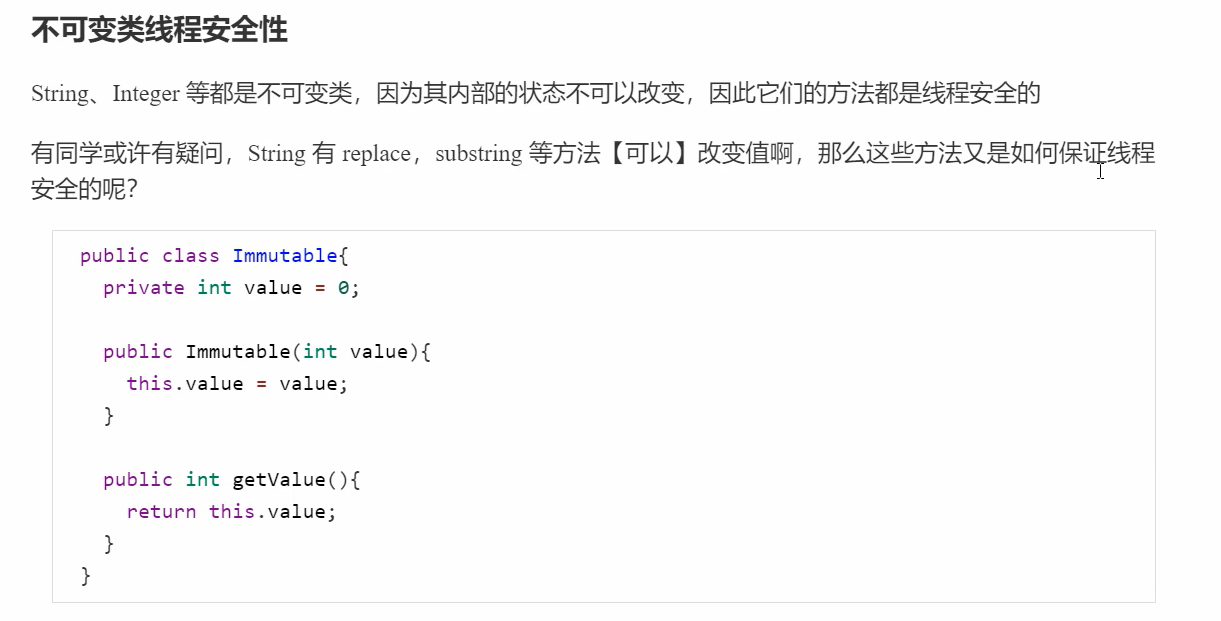 不可变类线程安全性
String、Integer 等都是不可变类，因为其内部的状态不可以改变，因此它们的方法都是线程安全的
有同学或许有疑问，String 有 replace，substring 等方法【可以】改变值啊，那么这些方法又是如何保证线程
安全的呢？
public class Immutable{
  private int value = 0;
  public Immutable(int value){
    this.value = value;
  }
  public int getValue(){
    return this.value;
  }
}